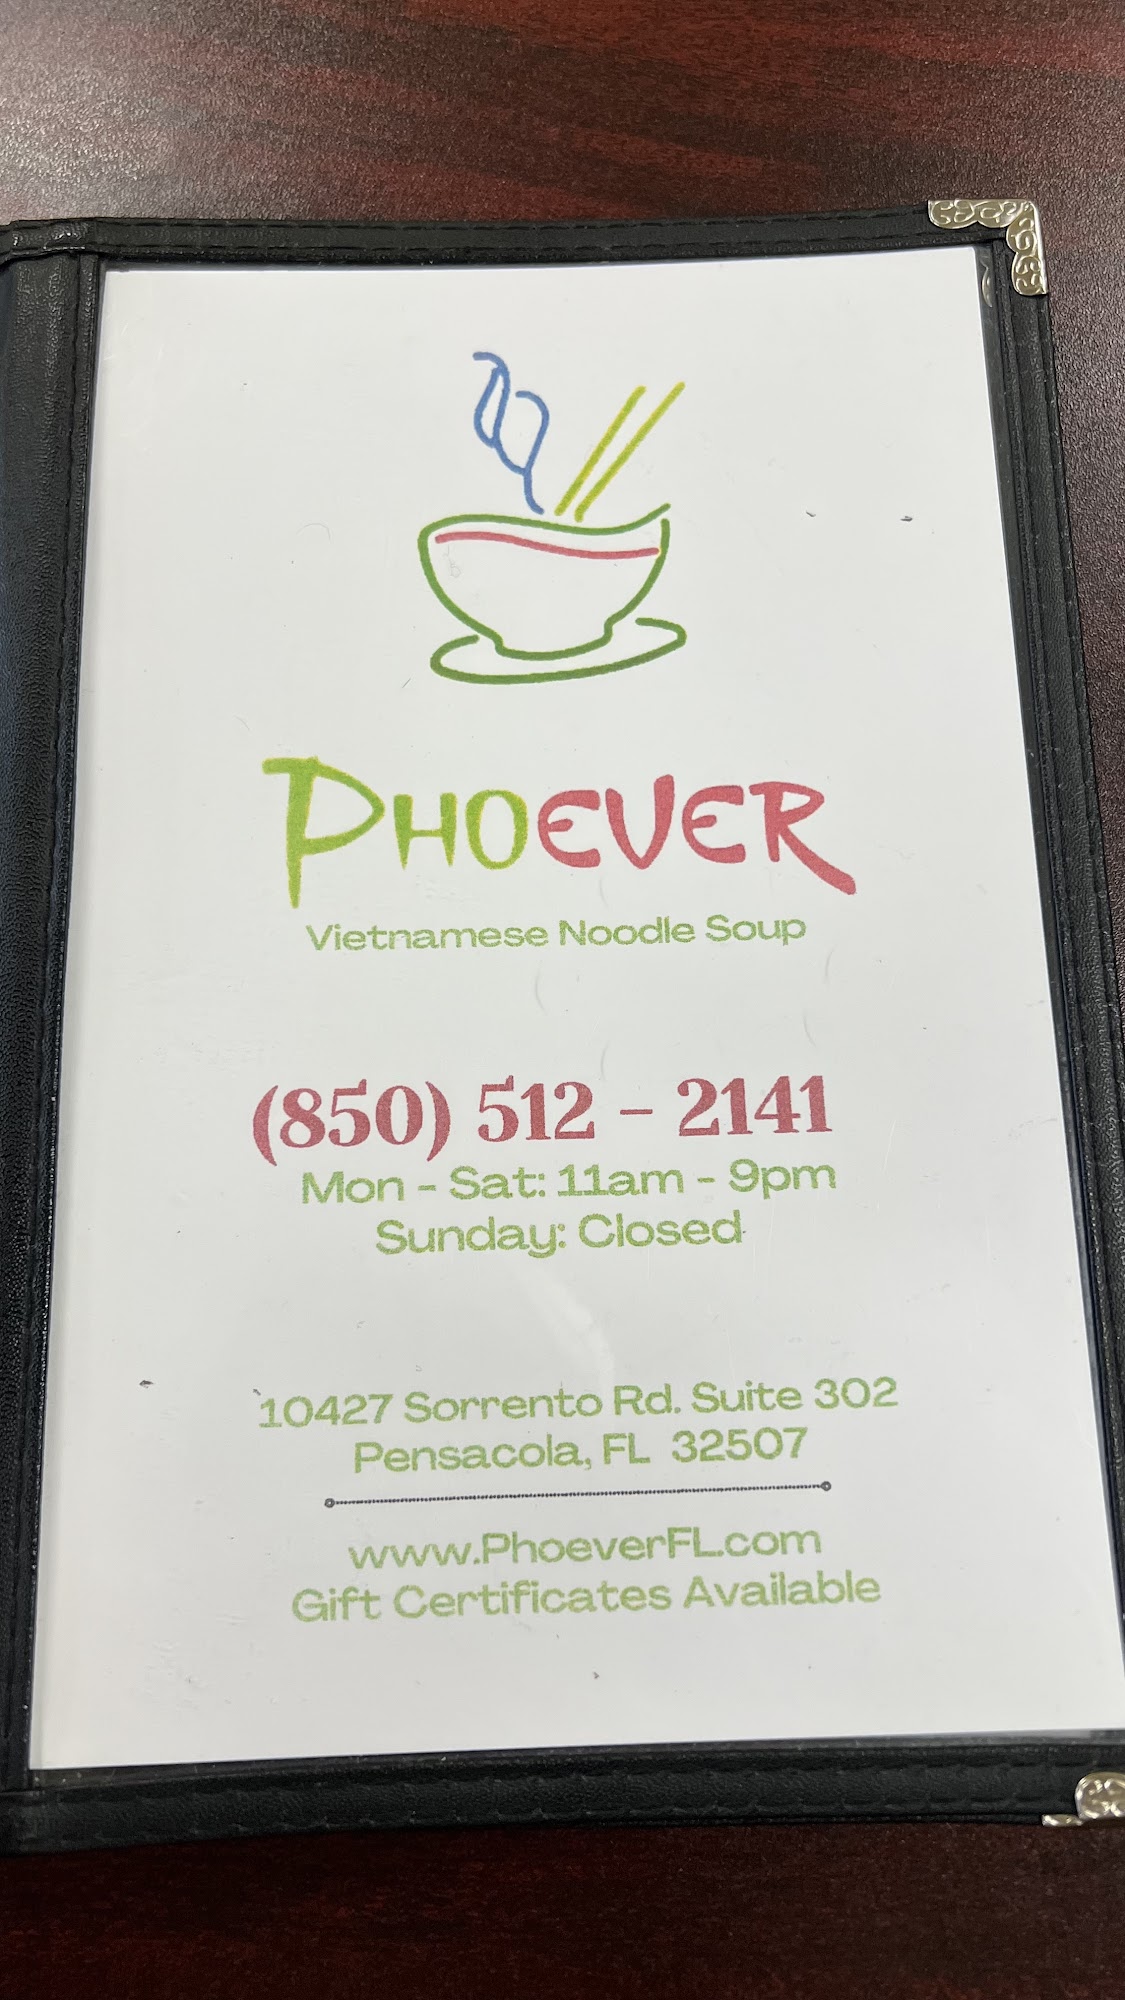 PHOEVER
Vietnamese Noodle Soup
(850) 512 - 2141
Mon - Sat: 11am - 9pm
Sunday: Closed
10427 Sorrento Rd. Suite 302
Pensacola, FL 32507
www.PhoeverFL.com
Gift Certificates Available